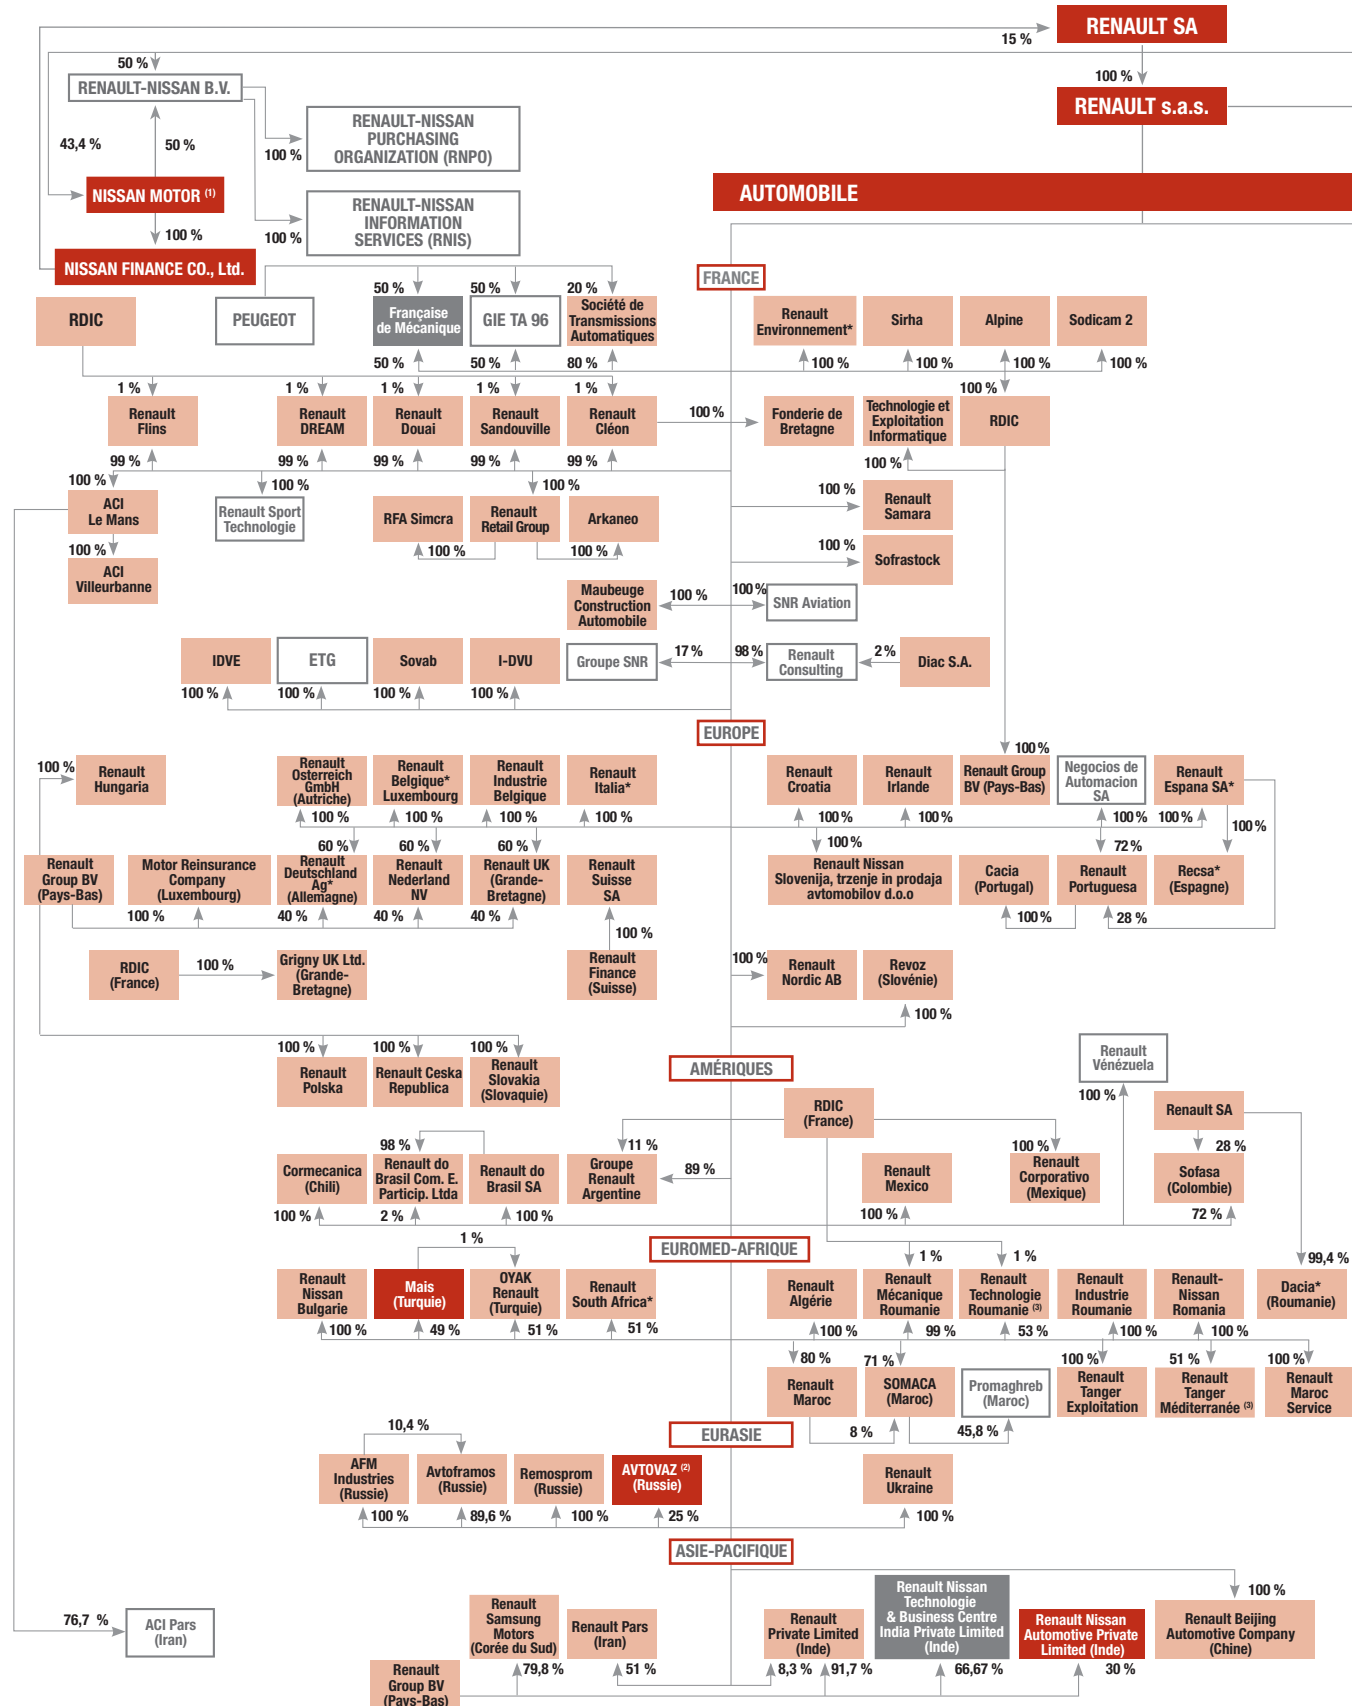 RENAULT SA
15 %
50 %
100 %
RENAULT-NISSAN B.V.
RENAULT s.a.s.
RENAULT-NISSAN
PURCHASING
ORGANIZATION (RNPO)
43,4 %
50 %
100 %
NISSAN MOTOR (1)
AUTOMOBILE
RENAULT-NISSAN
INFORMATION
SERVICES (RNIS)
100 %
100 %
NISSAN FINANCE CO., Ltd.
FRANCE
50 %
50 %
20 %
RDIC
PEUGEOT
Française
de Mécanique
GIE TA 96
Société de
Transmissions
Automatiques
Renault
Environnement*
Sirha
Alpine
Sodicam 2
50 %
50 %
80 %
100 %
100 %
100 %
100 %
1 %
1 %
1 %
1 %
1 %
100 %
Renault
Flins
Renault
DREAM
Renault
Douai
Renault
Sandouville
Renault
Cléon
100 %
Fonderie de
Bretagne
Technologie et
Exploitation
Informatique
RDIC
99 %
99 %
99 %
99 %
99 %
100 %
100 %
100 %
100 %
100 %
ACI
Le Mans
Renault Sport
Technologie
RFA Simcra
Renault
Retail Group
Arkaneo
Renault
Samara
100 %
100 %
100 %
100 %
ACI
Villeurbanne
Sofrastock
Maubeuge
Construction
Automobile
100 %
100 %
SNR Aviation
IDVE
ETG
Sovab
I-DVU
Groupe SNR
17 %
98 %
Renault
Consulting
2 %
Diac S.A.
100 %
100 %
100 %
100 %
EUROPE
100 %
100 %
Renault
Hungaria
Renault
Osterreich
GmbH
(Autriche)
Renault
Belgique*
Luxembourg
Renault
Industrie
Belgique
Renault
Italia*
Renault
Croatia
Renault
Irlande
Renault Group
BV (Pays-Bas)
Negocios de
Automacion
SA
Renault
Espana SA*
100 %
100 %
100 %
100 %
100 %
100 %
100 %
100 %
100 %
60 %
60 %
60 %
100 %
72 %
Renault
Group BV
(Pays-Bas)
Motor Reinsurance
Company
(Luxembourg)
Renault
Deutschland
Ag*
(Allemagne)
Renault
Nederland
NV
Renault UK
(Grande-
Bretagne)
Renault
Suisse
SA
Renault Nissan
Slovenija, trzenje in prodaja
avtomobilov d.o.o
Cacia
(Portugal)
Renault
Portuguesa
Recsa*
(Espagne)
100 %
40 %
40 %
40 %
100 %
28 %
100 %
RDIC
(France)
100 %
Grigny UK Ltd.
(Grande-
Bretagne)
Renault
Finance
(Suisse)
100 %
Renault
Nordic AB
Revoz
(Slovénie)
100 %
100 %
100 %
100 %
Renault
Polska
Renault Ceska
Republica
Renault
Slovakia
(Slovaquie)
AMÉRIQUES
Renault
Vénézuela
100 %
RDIC
(France)
Renault SA
98 %
11 %
100 %
28 %
Cormecanica
(Chili)
Renault do
Brasil Com. E.
Particip. Ltda
Renault do
Brasil SA
Groupe
Renault
Argentine
89 %
Renault
Mexico
Renault
Corporativo
(Mexique)
Sofasa
(Colombie)
100 %
2 %
100 %
100 %
72 %
EUROMED-AFRIQUE
1 %
1 %
1 %
99,4 %
Renault
Nissan
Bulgarie
Mais
(Turquie)
OYAK
Renault
(Turquie)
Renault
South Africa*
Renault
Algérie
Renault
Mécanique
Roumanie
Renault
Technologie
Roumanie (3)
Renault
Industrie
Roumanie
Renault-
Nissan
Romania
Dacia*
(Roumanie)
100 %
49 %
51 %
51 %
100 %
99 %
53 %
100 %
100 %
80 %
71 %
100 %
51 %
100 %
Renault
Maroc
SOMACA
(Maroc)
Promaghreb
(Maroc)
Renault
Tanger
Exploitation
Renault
Tanger
Méditerranée (3)
Renault
Maroc
Service
8 %
45,8 %
EURASIE
10,4 %
AFM
Industries
(Russie)
Avtoframos
(Russie)
Remosprom
(Russie)
AVTOVAZ (2)
(Russie)
Renault
Ukraine
100 %
89,6 %
100 %
25 %
100 %
ASIE-PACIFIQUE
76,7 %
ACI Pars
(Iran)
Renault
Samsung
Motors
(Corée du Sud)
Renault Pars
(Iran)
Renault
Private Limited
(Inde)
Renault Nissan
Technologie
& Business Centre
India Private Limited
(Inde)
Renault Nissan
Automotive Private
Limited (Inde)
100 %
Renault Beijing
Automotive Company
(Chine)
79,8 %
51 %
8,3 %
91,7 %
66,67 %
30 %
Renault
Group BV
(Pays-Bas)